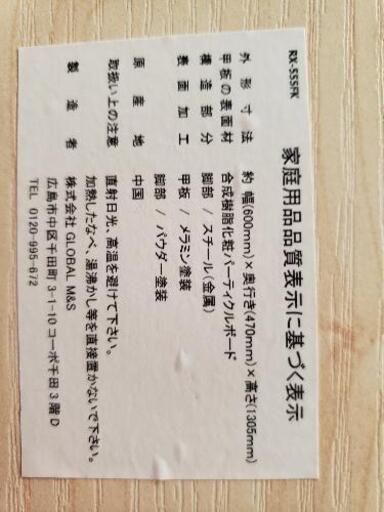 RX-555FK
家庭用品品質表示に基づく表示
外形寸法 約 幅(600mm)×奥行き(470mm)×高さ(1305mm)
甲板の表面材 合成樹脂化粧パーティクルボード
構造部分 脚部 / スチール(金属)
表面加工 甲板 / メラミン塗装
脚部 / パウダー塗装
原産地 中国
取扱い上の注意 直射日光、高温を避けて下さい。
加熱したなべ、湯沸かし等を直接置かないで下さい。
製造者 株式会社 GLOBAL M&S
広島市中区千田町 3-1-10 コーポ千田 3 階 D
TEL 0120-995-672